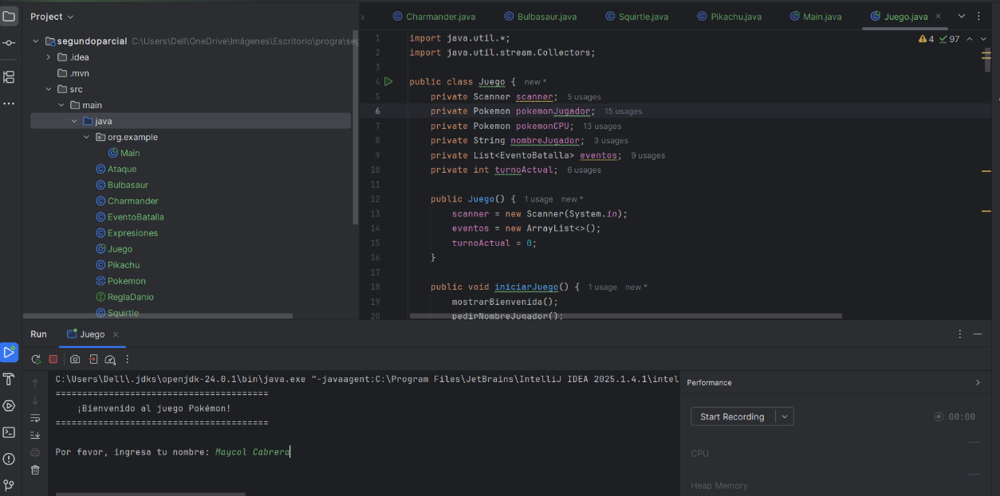 Project
segundoparcial C:\Users\Dell\OneDrive\Imágenes\Escritorio\progra\seg
.idea
.mvn
src
main
java
org.example
Main
Ataque
Bulbasaur
Charmander
EventoBatalla
Expresiones
Juego
Pikachu
Pokemon
ReglaDanio
Squirtle
Charmander.java Bulbasaur.java Squirtle.java Pikachu.java Main.java Juego.java
4 97
1 import java.util.*;
2 import java.util.stream.Collectors;
3
4 public class Juego { new *
5 private Scanner scanner; 5 usages
6 private Pokemon pokemonJugador; 15 usages
7 private Pokemon pokemonCPU; 13 usages
8 private String nombreJugador; 3 usages
9 private List<EventoBatalla> eventos; 9 usages
10 private int turnoActual; 6 usages
11
12 public Juego() { 1 usage new *
13 scanner = new Scanner(System.in);
14 eventos = new ArrayList<>();
15 turnoActual = 0;
16 }
17
18 public void iniciarJuego() { 1 usage new *
19 mostrarBienvenida();
20 pedirNombreJugador();
Run Juego
C:\Users\Dell\.jdks\openjdk-24.0.1\bin\java.exe "-javaagent:C:\Program Files\JetBrains\IntelliJ IDEA 2025.1.4.1\intel
======================================
¡Bienvenido al juego Pokémon!
======================================
Por favor, ingresa tu nombre: Maycol Cabrera
Performance
Start Recording 00:00
CPU
Heap Memory